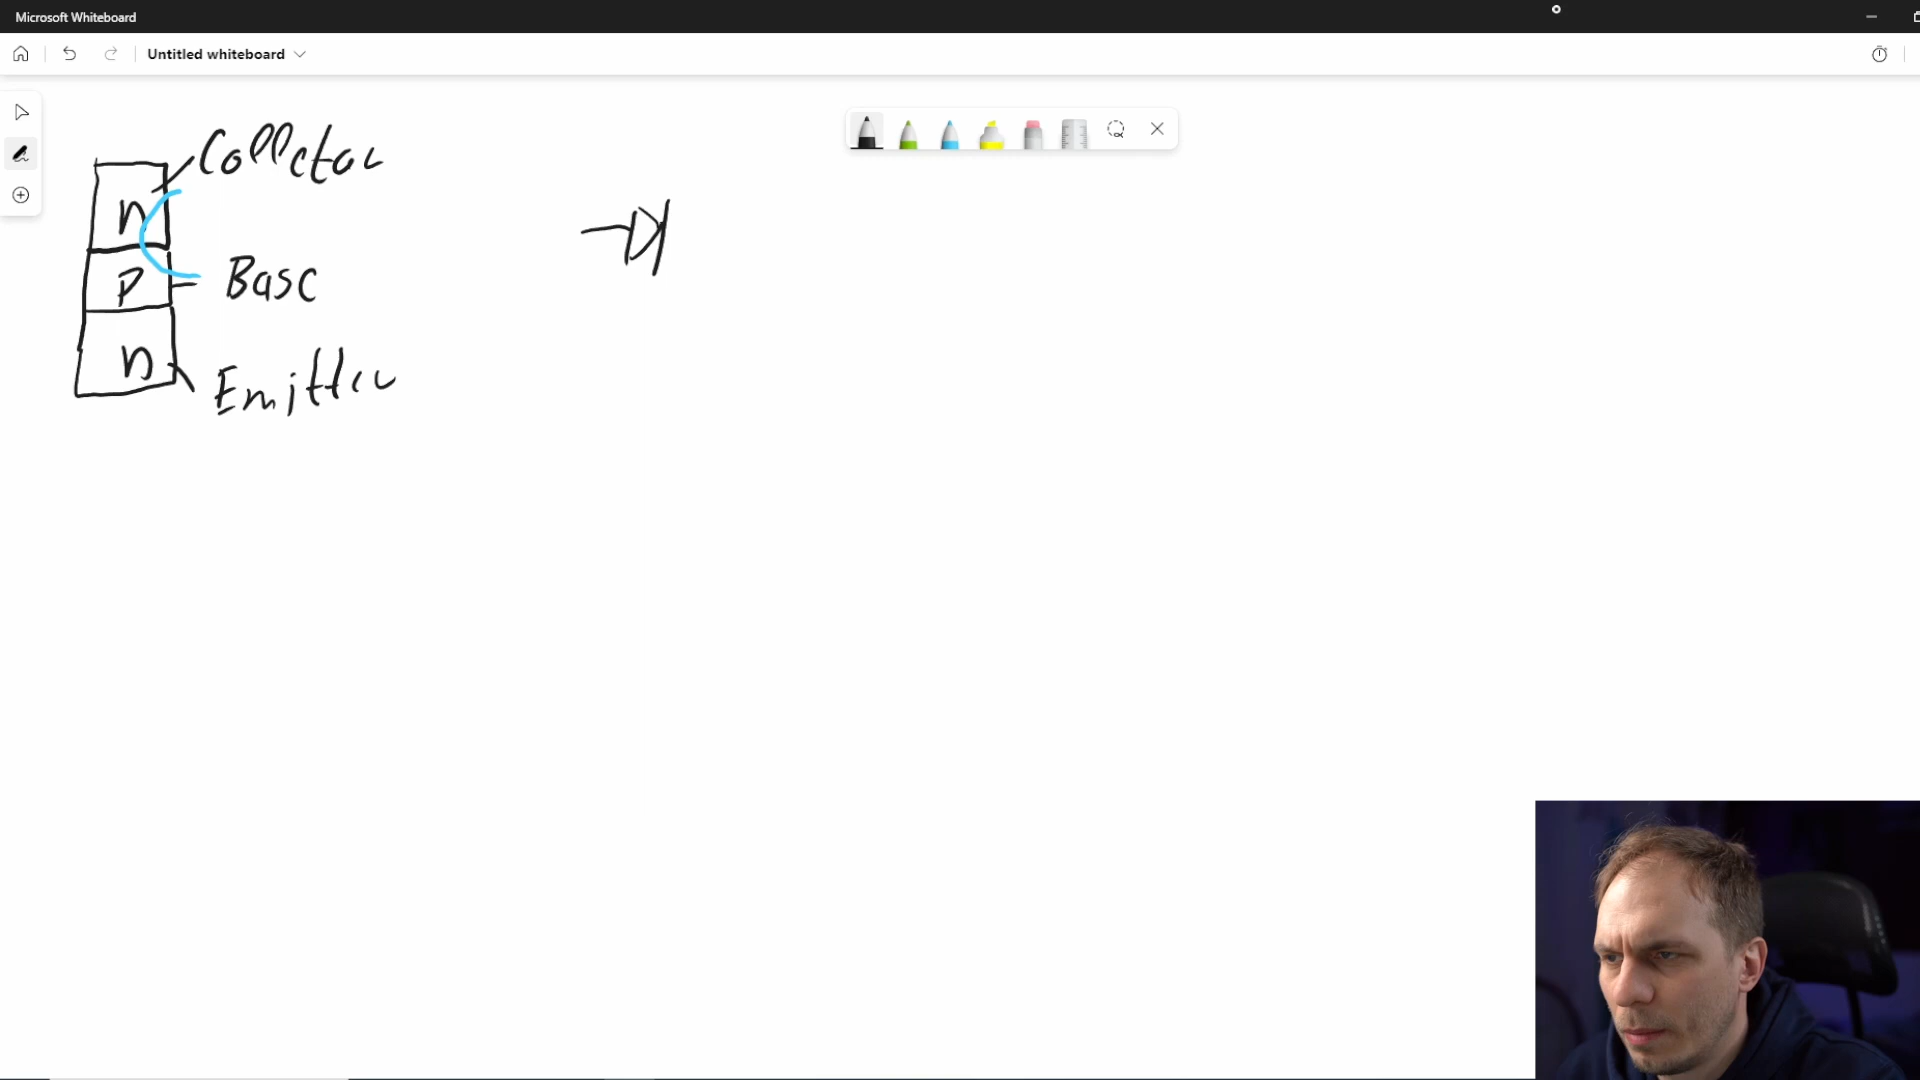 Microsoft Whiteboard
Untitled whiteboard
Collector
n
Base
p
n
Emitter